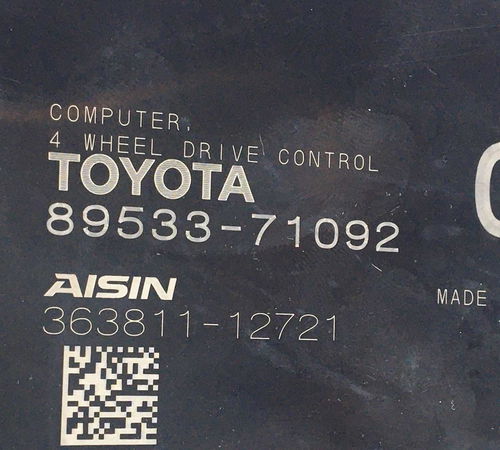 COMPUTER,
4 WHEEL DRIVE CONTROL
TOYOTA
89533-71092
AISIN
MADE
363811-12721